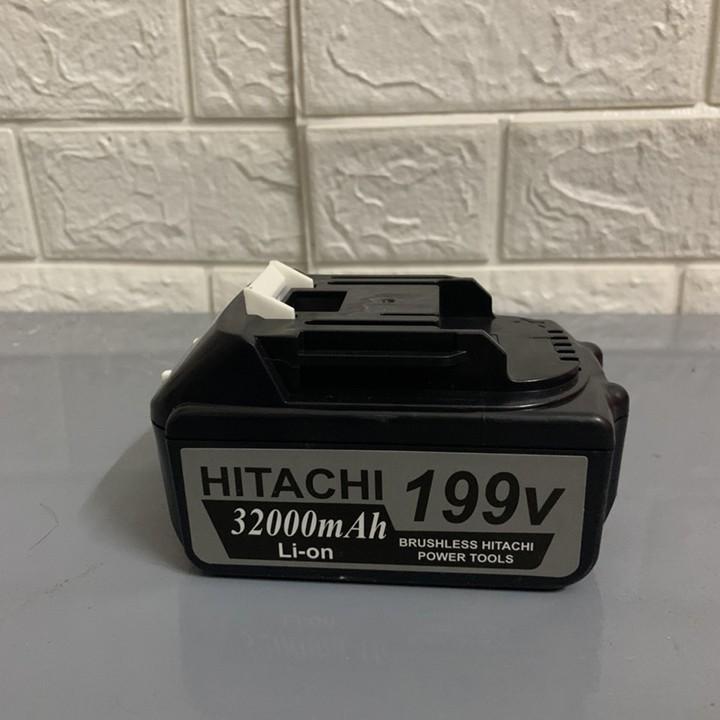 HITACHI 199v
32000mAh
Li-on
BRUSHLESS HITACHI
POWER TOOLS